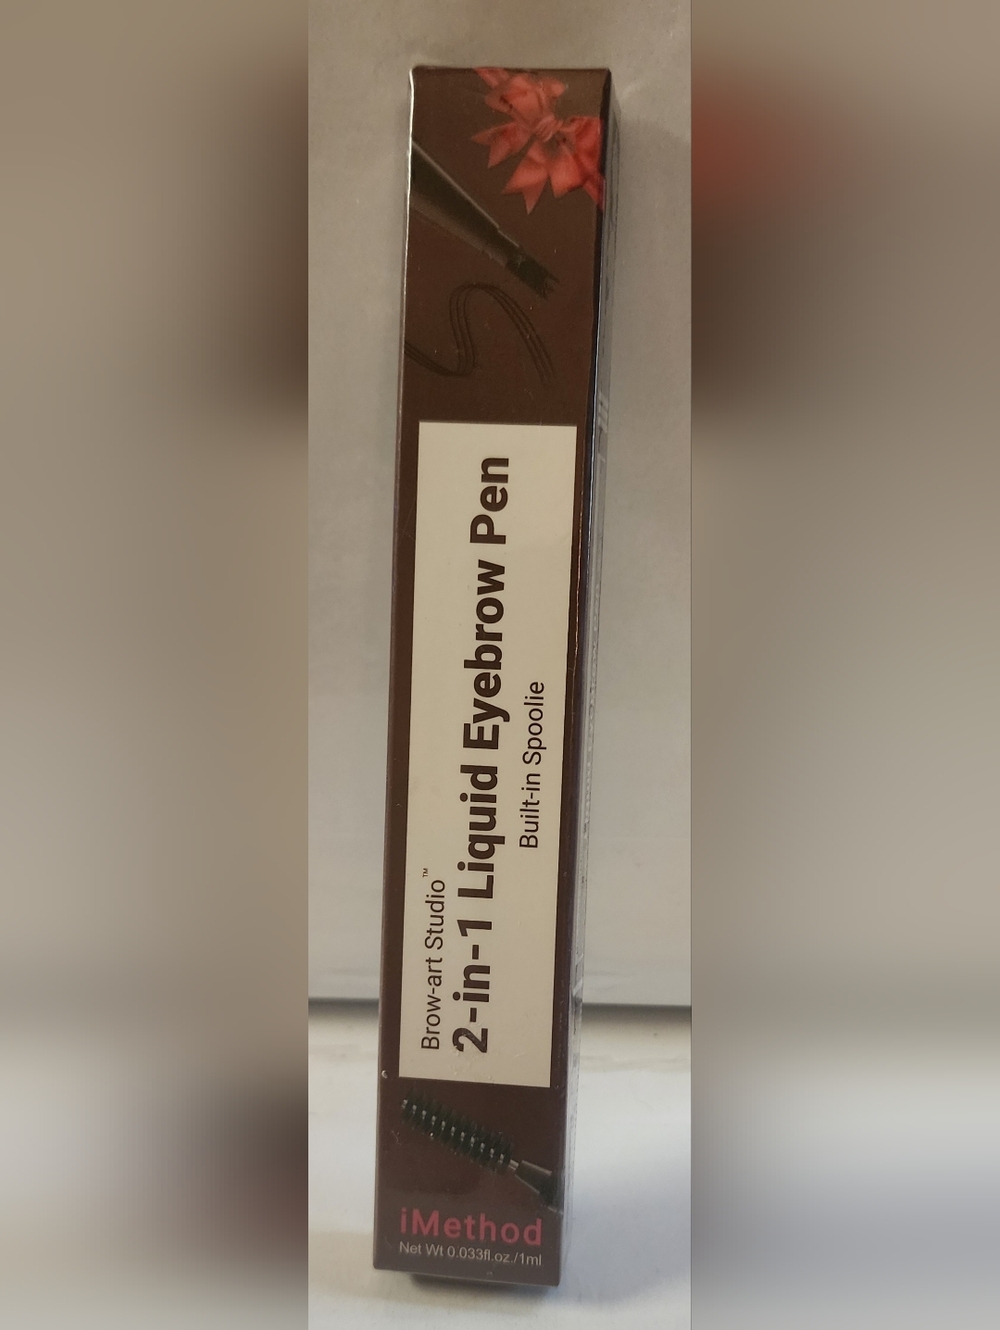 Brow-art Studio™
2-in-1 Liquid Eyebrow Pen
Built-in Spoolie
iMethod
Net Wt 0.033fl.oz./1ml